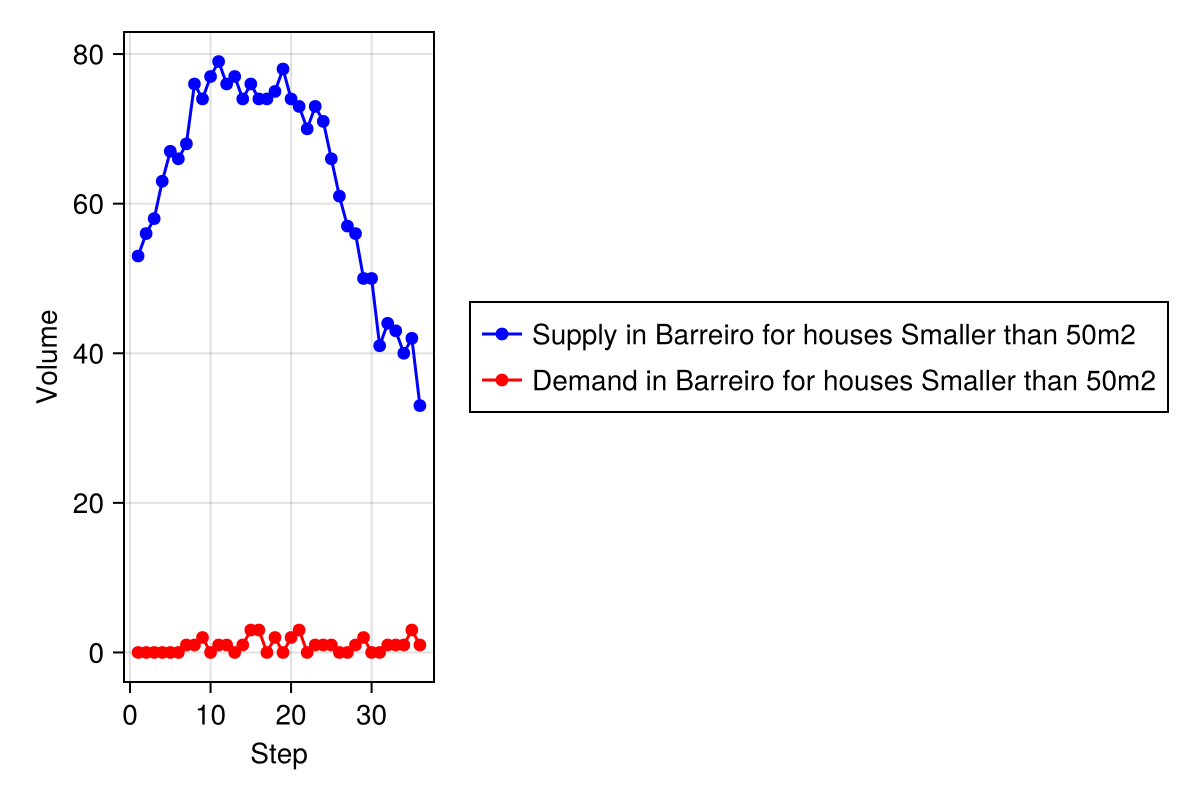 80
60
40
20
0
Volume
0 10 20 30
Step
Supply in Barreiro for houses Smaller than 50m2
Demand in Barreiro for houses Smaller than 50m2